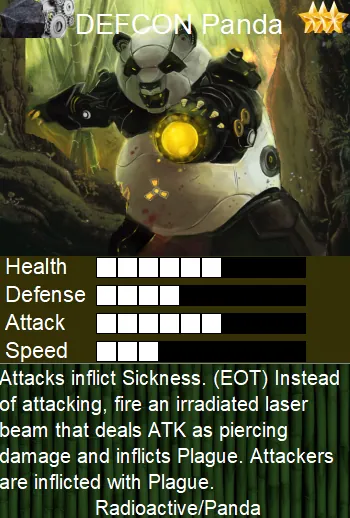 DEFCON Panda
Health
Defense
Attack
Speed
Attacks inflict Sickness. (EOT) Instead
of attacking, fire an irradiated laser
beam that deals ATK as piercing
damage and inflicts Plague. Attackers
are inflicted with Plague.
Radioactive/Panda